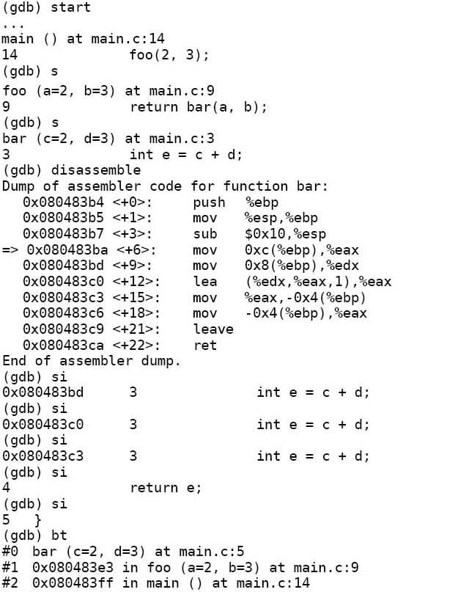 (gdb) start
...
main () at main.c:14
14 foo(2, 3);
(gdb) s
foo (a=2, b=3) at main.c:9
9 return bar(a, b);
(gdb) s
bar (c=2, d=3) at main.c:3
3 int e = c + d;
(gdb) disassemble
Dump of assembler code for function bar:
0x080483b4 <+0>: push %ebp
0x080483b5 <+1>: mov %esp,%ebp
0x080483b7 <+3>: sub $0x10,%esp
=> 0x080483ba <+6>: mov 0xc(%ebp),%eax
0x080483bd <+9>: mov 0x8(%ebp),%edx
0x080483c0 <+12>: lea (%edx,%eax,1),%eax
0x080483c3 <+15>: mov %eax,-0x4(%ebp)
0x080483c6 <+18>: mov -0x4(%ebp),%eax
0x080483c9 <+21>: leave
0x080483ca <+22>: ret
End of assembler dump.
(gdb) si
0x080483bd 3 int e = c + d;
(gdb) si
0x080483c0 3 int e = c + d;
(gdb) si
0x080483c3 3 int e = c + d;
(gdb) si
4 return e;
(gdb) si
5 }
(gdb) bt
#0 bar (c=2, d=3) at main.c:5
#1 0x080483e3 in foo (a=2, b=3) at main.c:9
#2 0x080483ff in main () at main.c:14